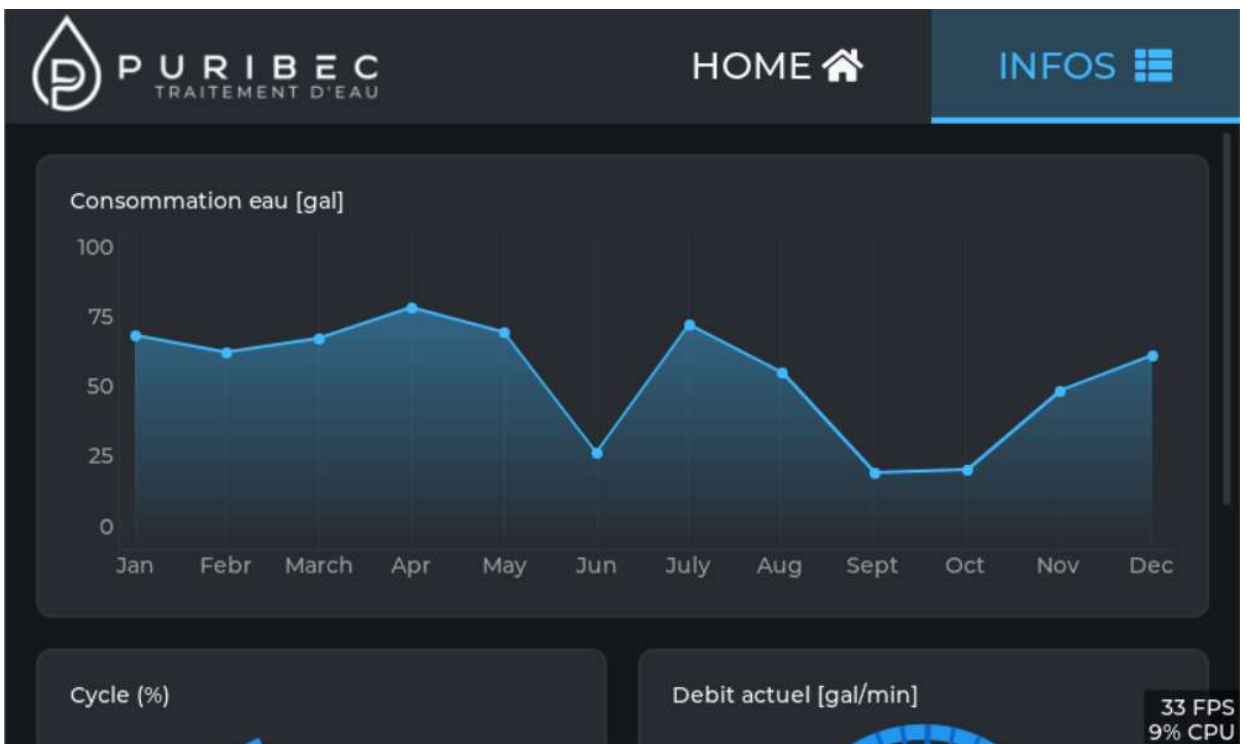 PURIBEC
TRAITEMENT D'EAU
HOME
INFOS
Consommation eau [gal]
100
75
50
25
0
Jan Febr March Apr May Jun July Aug Sept Oct Nov Dec
Cycle (%)
Debit actuel [gal/min]
33 FPS
9% CPU